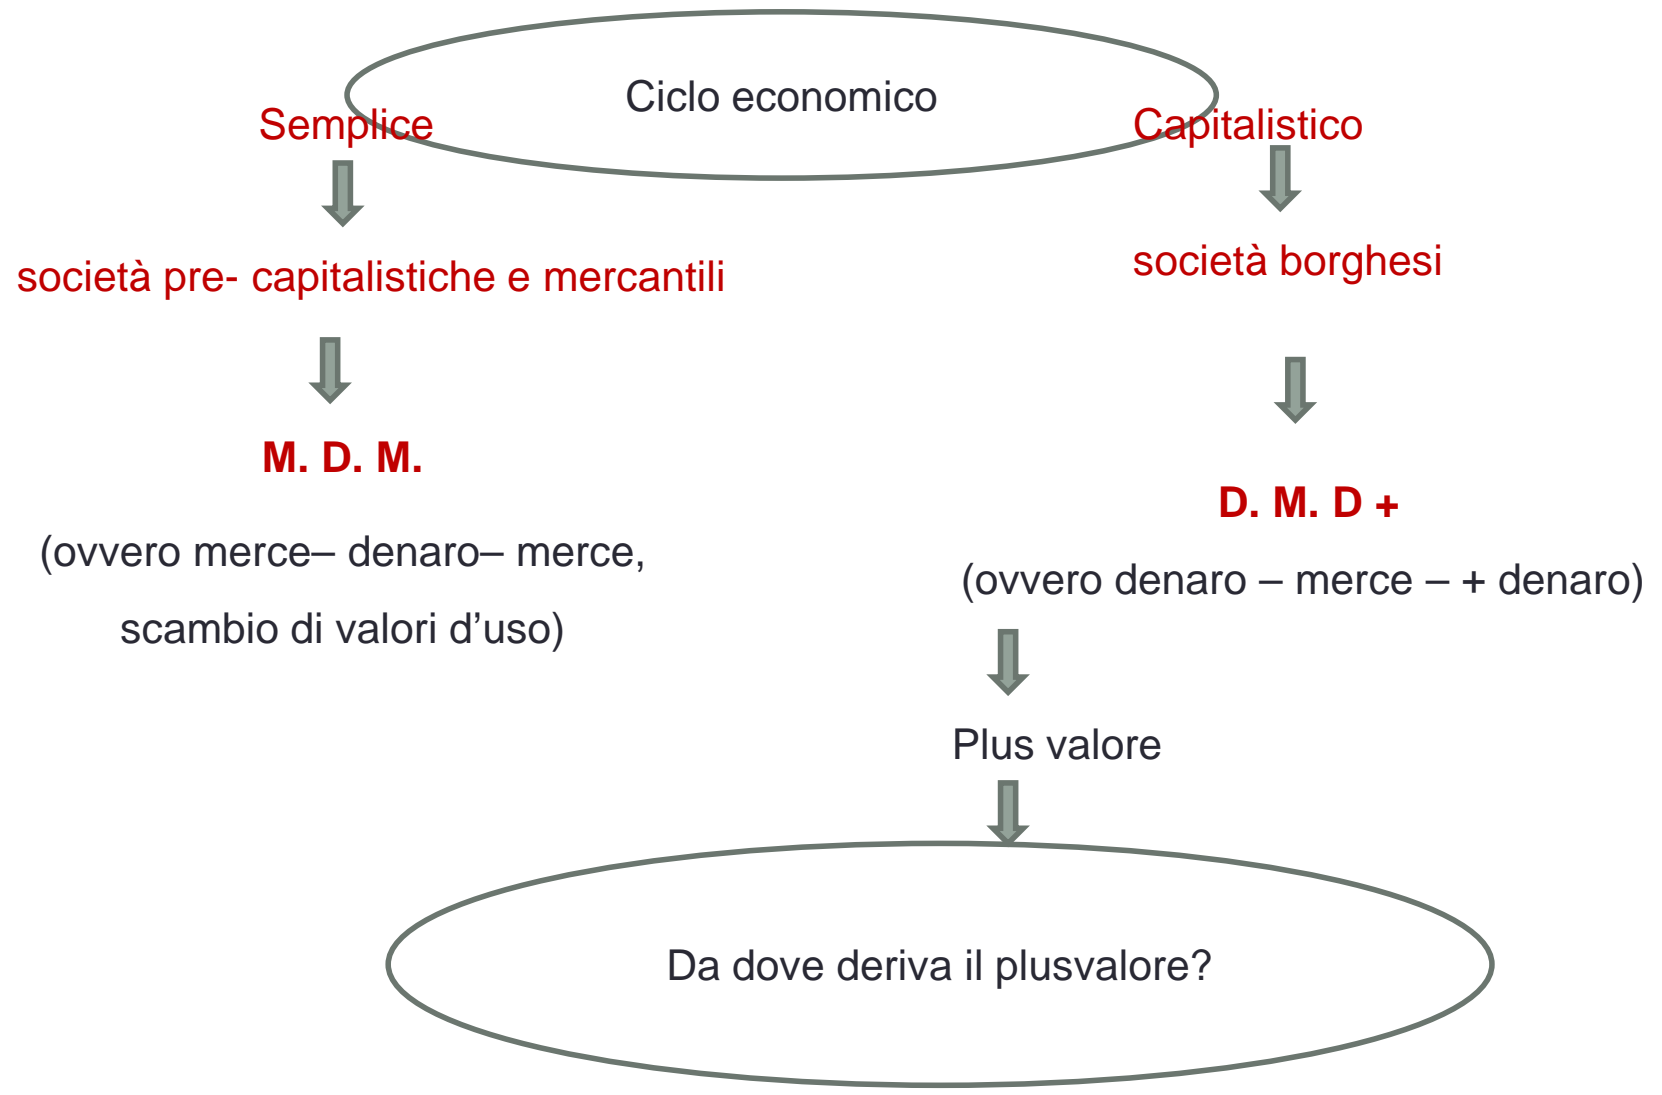 Ciclo economico
Semplice
Capitalistico
società pre- capitalistiche e mercantili
società borghesi
M. D. M.
D. M. D +
(ovvero merce– denaro– merce,
scambio di valori d’uso)
(ovvero denaro – merce – + denaro)
Plus valore
Da dove deriva il plusvalore?